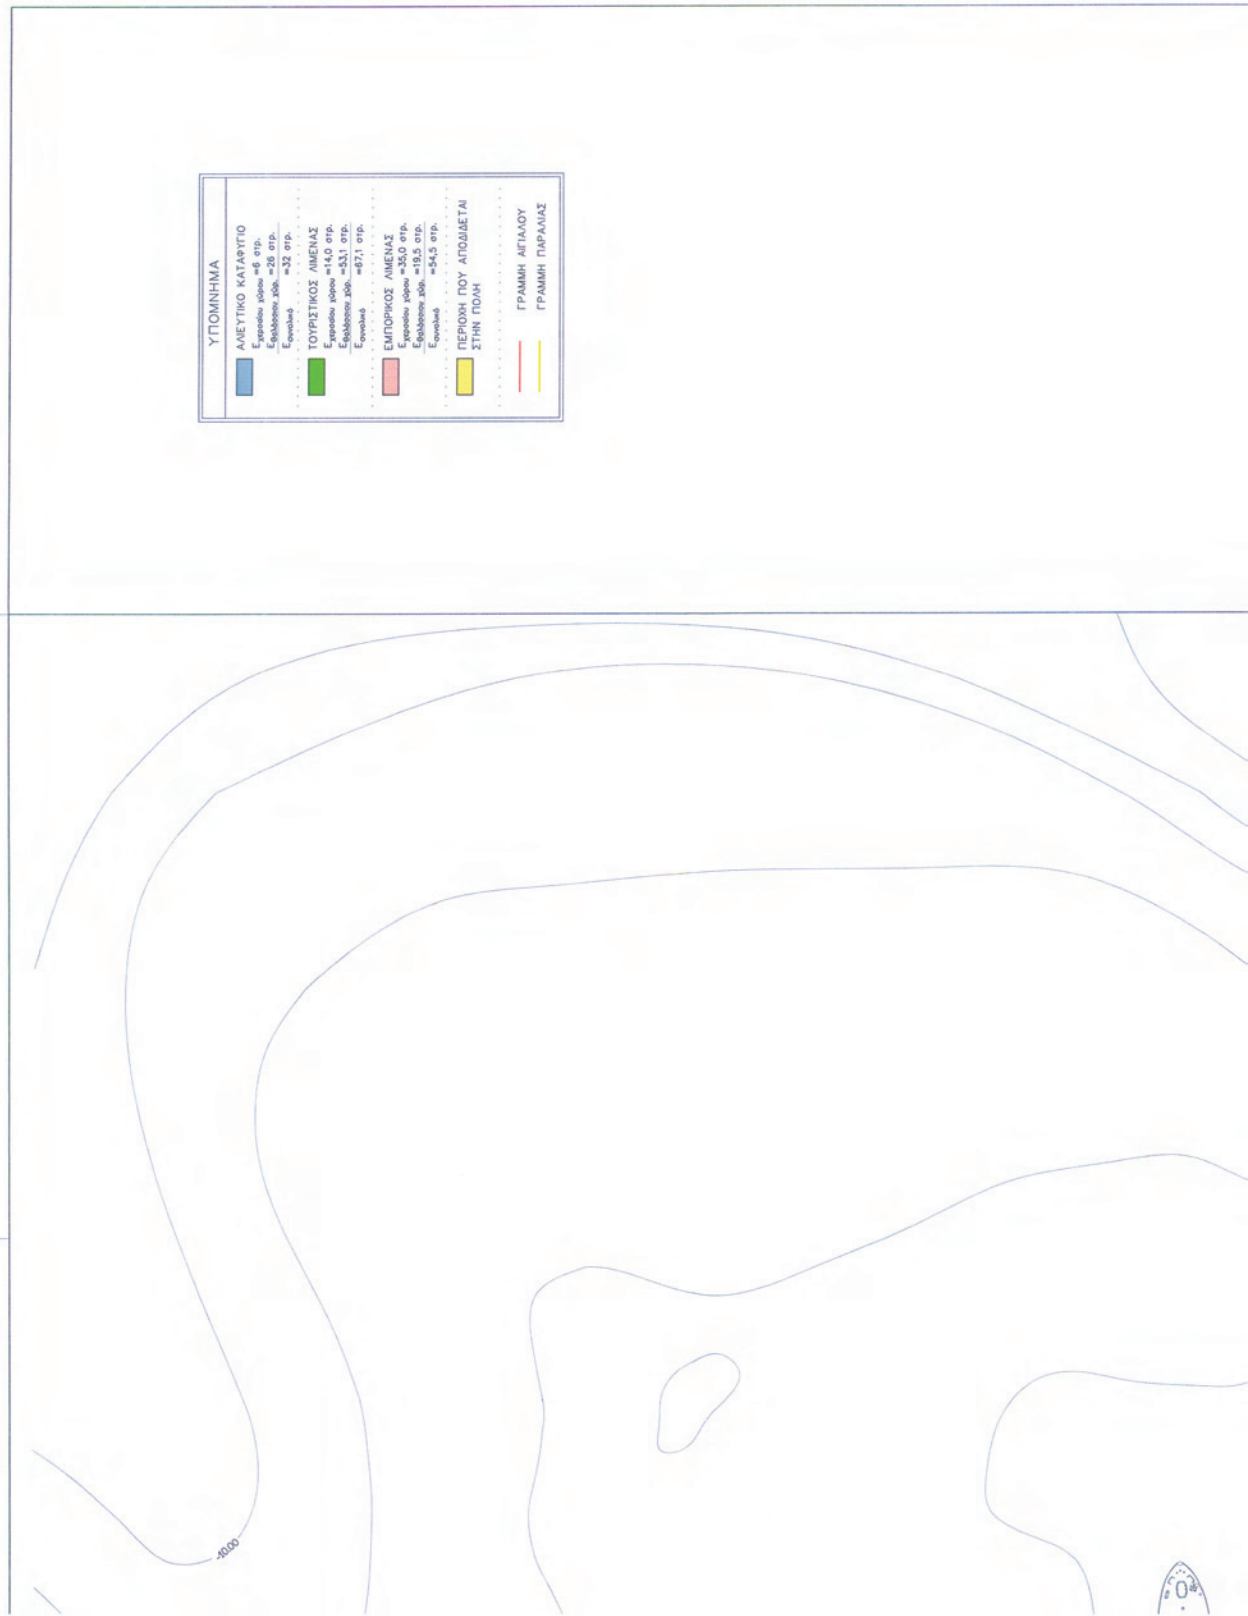 ΥΠΟΜΝΗΜΑ
ΑΛΙΕΥΤΙΚΟ ΚΑΤΑΦΥΓΙΟ
Εχερσαίου χώρου =6 στρ.
Εθαλάσσιου χώρ. =26 στρ.
Εσυνολικό =32 στρ.
ΤΟΥΡΙΣΤΙΚΟΣ ΛΙΜΕΝΑΣ
Εχερσαίου χώρου =14,0 στρ.
Εθαλάσσιου χώρ. =53,1 στρ.
Εσυνολικό =67,1 στρ.
ΕΜΠΟΡΙΚΟΣ ΛΙΜΕΝΑΣ
Εχερσαίου χώρου =35,0 στρ.
Εθαλάσσιου χώρ. =19,5 στρ.
Εσυνολικό =54,5 στρ.
ΠΕΡΙΟΧΗ ΠΟΥ ΑΠΟΔΙΔΕΤΑΙ
ΣΤΗΝ ΠΟΛΗ
ΓΡΑΜΜΗ ΑΙΓΙΑΛΟΥ
ΓΡΑΜΜΗ ΠΑΡΑΛΙΑΣ
-10.00